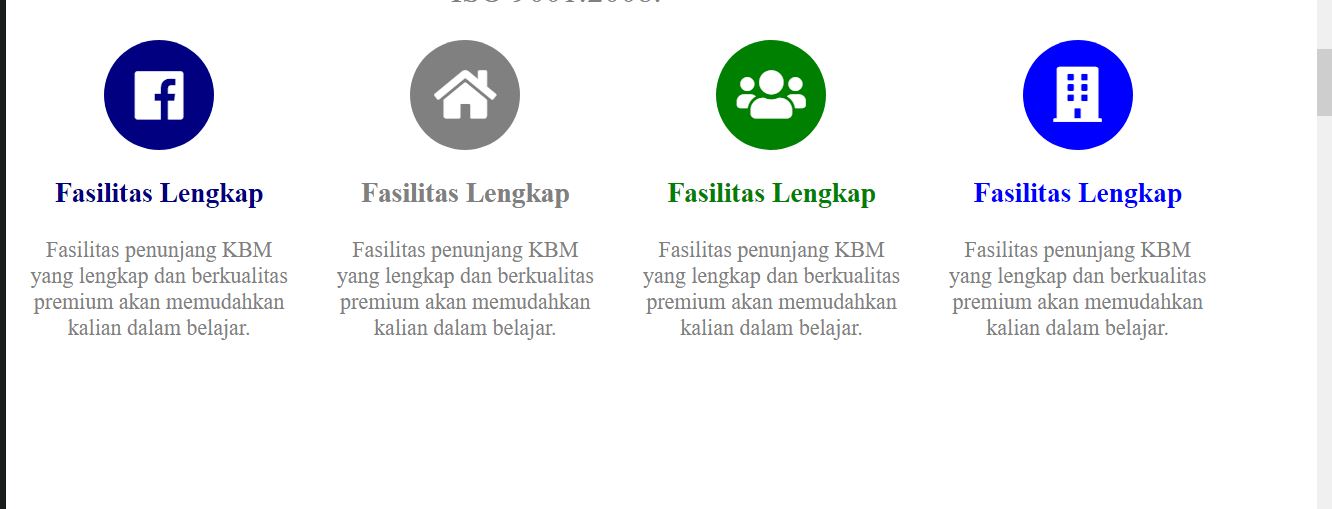 Fasilitas Lengkap
Fasilitas penunjang KBM
yang lengkap dan berkualitas
premium akan memudahkan
kalian dalam belajar.
Fasilitas Lengkap
Fasilitas penunjang KBM
yang lengkap dan berkualitas
premium akan memudahkan
kalian dalam belajar.
Fasilitas Lengkap
Fasilitas penunjang KBM
yang lengkap dan berkualitas
premium akan memudahkan
kalian dalam belajar.
Fasilitas Lengkap
Fasilitas penunjang KBM
yang lengkap dan berkualitas
premium akan memudahkan
kalian dalam belajar.